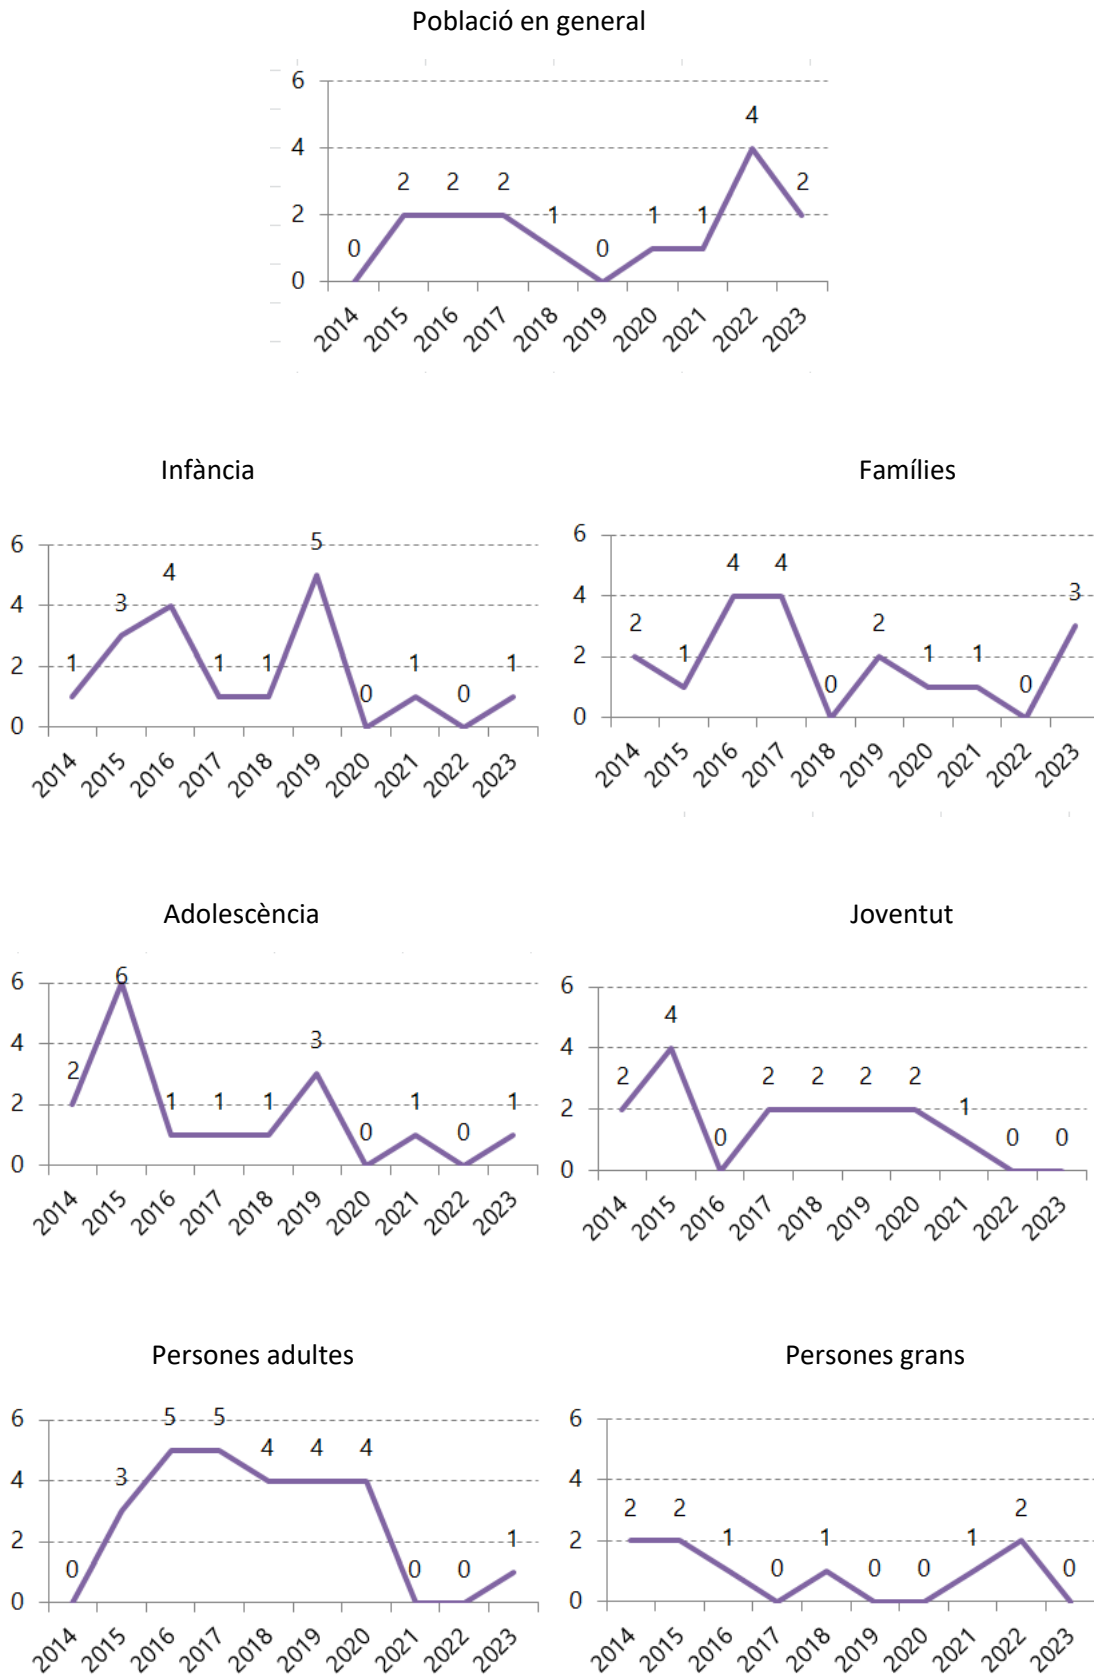 Població en general
6
4
2
0
0 2 2 2 1 0 1 1 4 2
2014 2015 2016 2017 2018 2019 2020 2021 2022 2023
Infància
6
4
2
0
1 3 4 1 1 5 0 1 0 1
2014 2015 2016 2017 2018 2019 2020 2021 2022 2023
Famílies
6
4
2
0
2 1 4 4 0 2 1 1 0 3
2014 2015 2016 2017 2018 2019 2020 2021 2022 2023
Adolescència
6
4
2
0
2 6 1 1 1 3 0 1 0 1
2014 2015 2016 2017 2018 2019 2020 2021 2022 2023
Joventut
6
4
2
0
2 4 0 2 2 2 2 1 0 0
2014 2015 2016 2017 2018 2019 2020 2021 2022 2023
Persones adultes
6
4
2
0
0 3 5 5 4 4 4 0 0 1
2014 2015 2016 2017 2018 2019 2020 2021 2022 2023
Persones grans
6
4
2
0
2 2 1 0 1 0 0 1 2 0
2014 2015 2016 2017 2018 2019 2020 2021 2022 2023